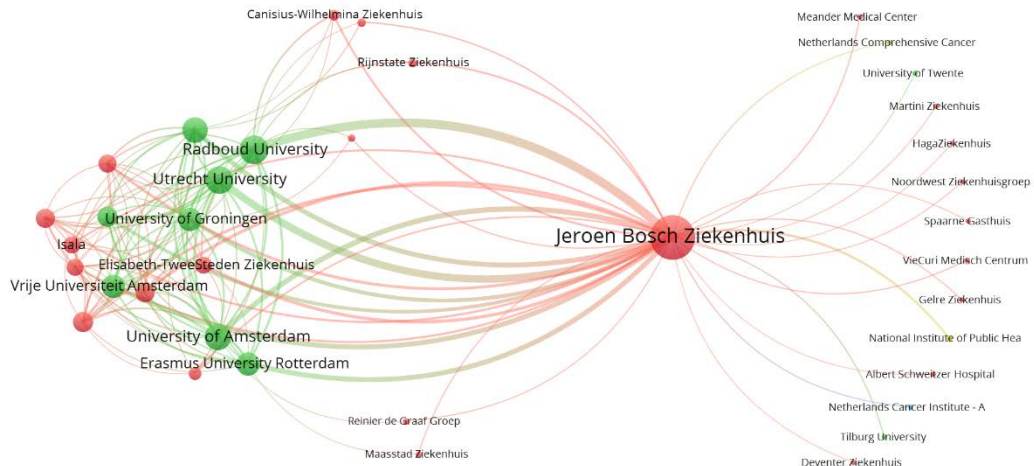 Canisius-Wilhelmina Ziekenhuis
Rijnstate Ziekenhuis
Radboud University
Utrecht University
University of Groningen
Isala
Elisabeth-TweeSteden Ziekenhuis
Vrije Universiteit Amsterdam
University of Amsterdam
Erasmus University Rotterdam
Reinier de Graaf Groep
Maasstad Ziekenhuis
Jeroen Bosch Ziekenhuis
Meander Medical Center
Netherlands Comprehensive Cancer
University of Twente
Martini Ziekenhuis
HagaZiekenhuis
Noordwest Ziekenhuisgroep
Spaarne Gasthuis
VieCuri Medisch Centrum
Gelre Ziekenhuis
National Institute of Public Hea
Albert Schweitzer Hospital
Netherlands Cancer Institute - A
Tilburg University
Deventer Ziekenhuis